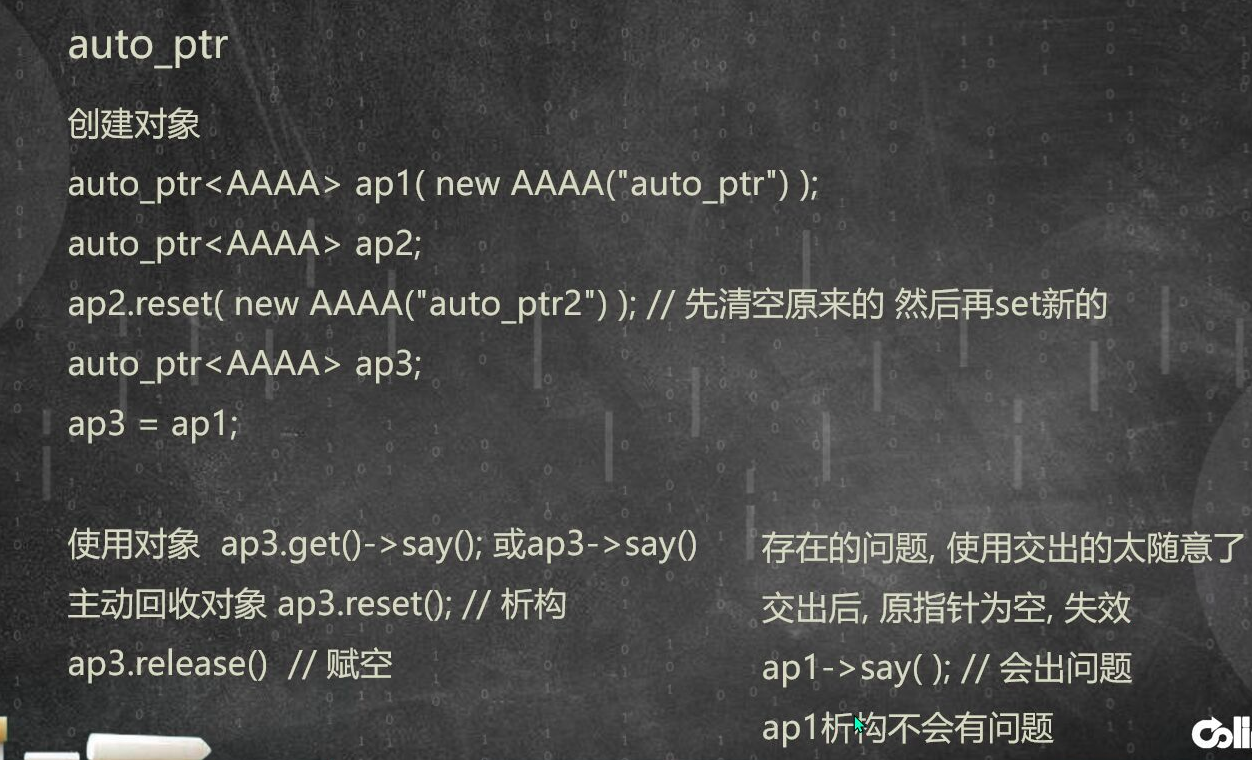 auto_ptr
创建对象
auto_ptr<AAAA> ap1( new AAAA("auto_ptr") );
auto_ptr<AAAA> ap2;
ap2.reset( new AAAA("auto_ptr2") ); // 先清空原来的 然后再set新的
auto_ptr<AAAA> ap3;
ap3 = ap1;
使用对象 ap3.get()->say(); 或ap3->say()
主动回收对象 ap3.reset(); // 析构
ap3.release() // 赋空
存在的问题, 使用交出的太随意了
交出后, 原指针为空, 失效
ap1->say( ); // 会出问题
ap1析构不会有问题